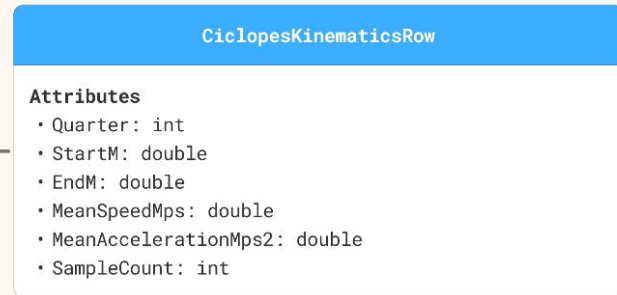 CiclopesKinematicsRow
Attributes
• Quarter: int
• StartM: double
• EndM: double
• MeanSpeedMps: double
• MeanAccelerationMps2: double
• SampleCount: int